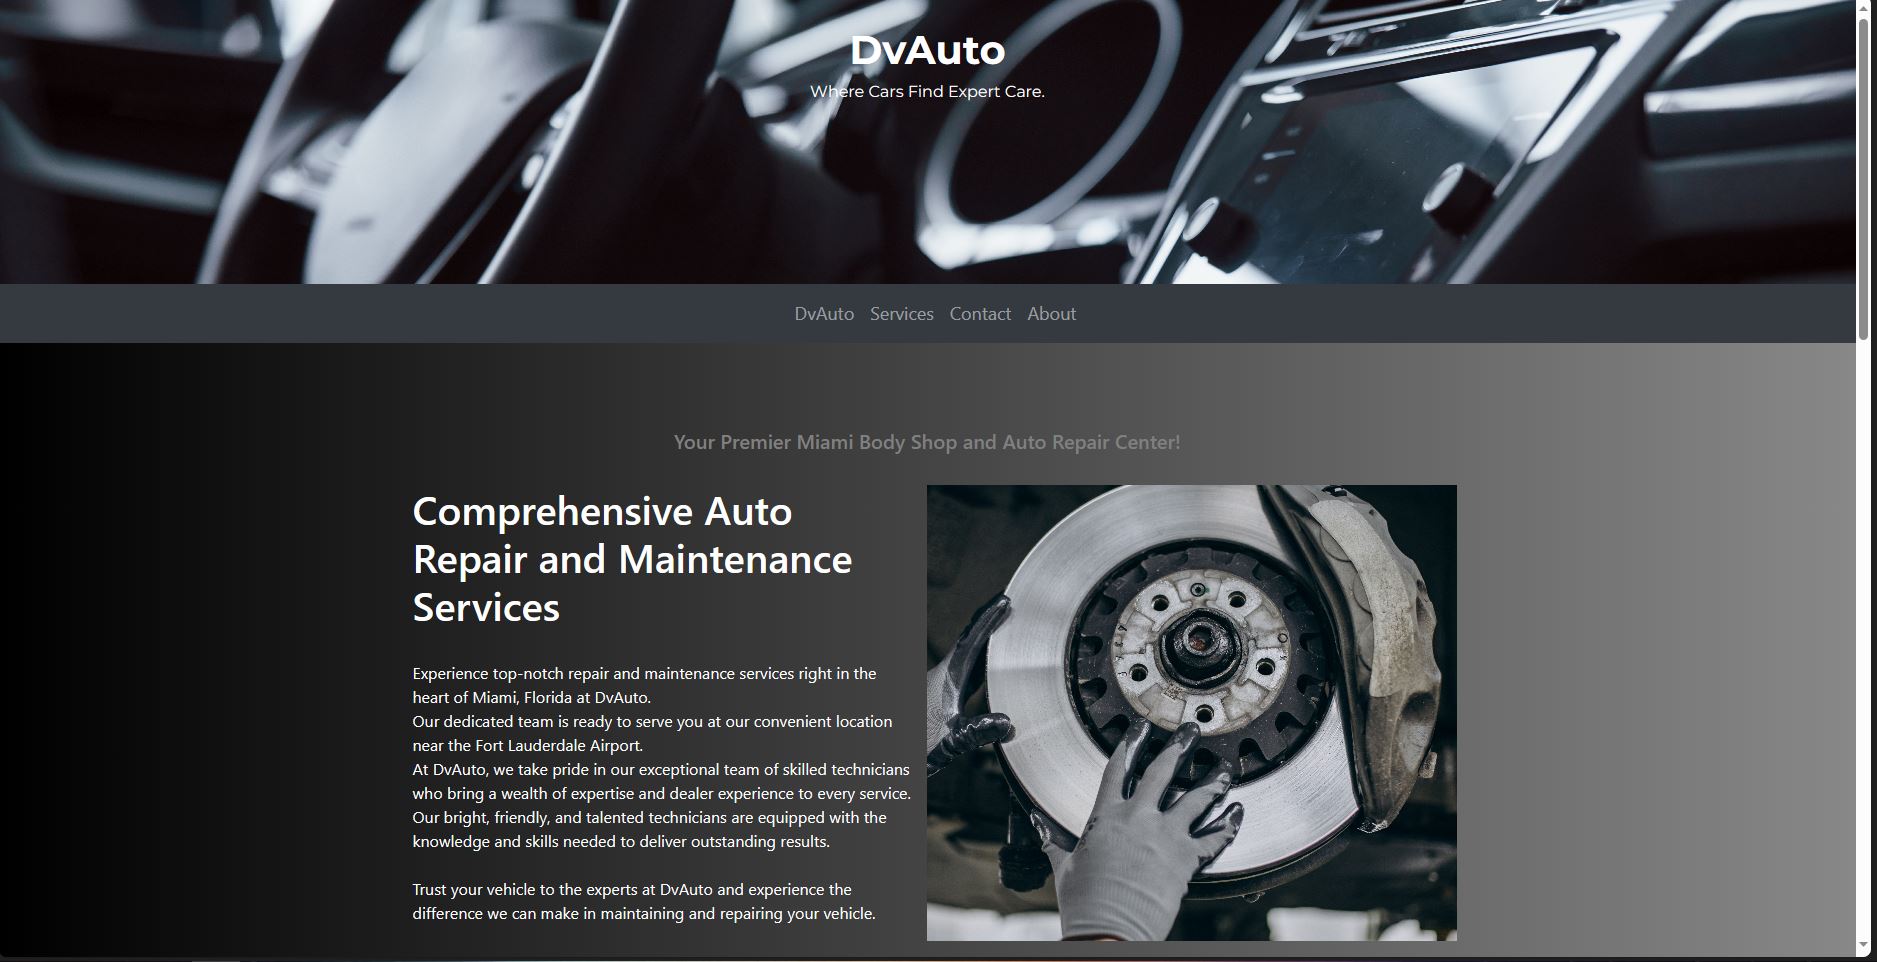 DvAuto
Where Cars Find Expert Care.
DvAuto Services Contact About
Your Premier Miami Body Shop and Auto Repair Center!
Comprehensive Auto
Repair and Maintenance
Services
Experience top-notch repair and maintenance services right in the
heart of Miami, Florida at DvAuto.
Our dedicated team is ready to serve you at our convenient location
near the Fort Lauderdale Airport.
At DvAuto, we take pride in our exceptional team of skilled technicians
who bring a wealth of expertise and dealer experience to every service.
Our bright, friendly, and talented technicians are equipped with the
knowledge and skills needed to deliver outstanding results.
Trust your vehicle to the experts at DvAuto and experience the
difference we can make in maintaining and repairing your vehicle.